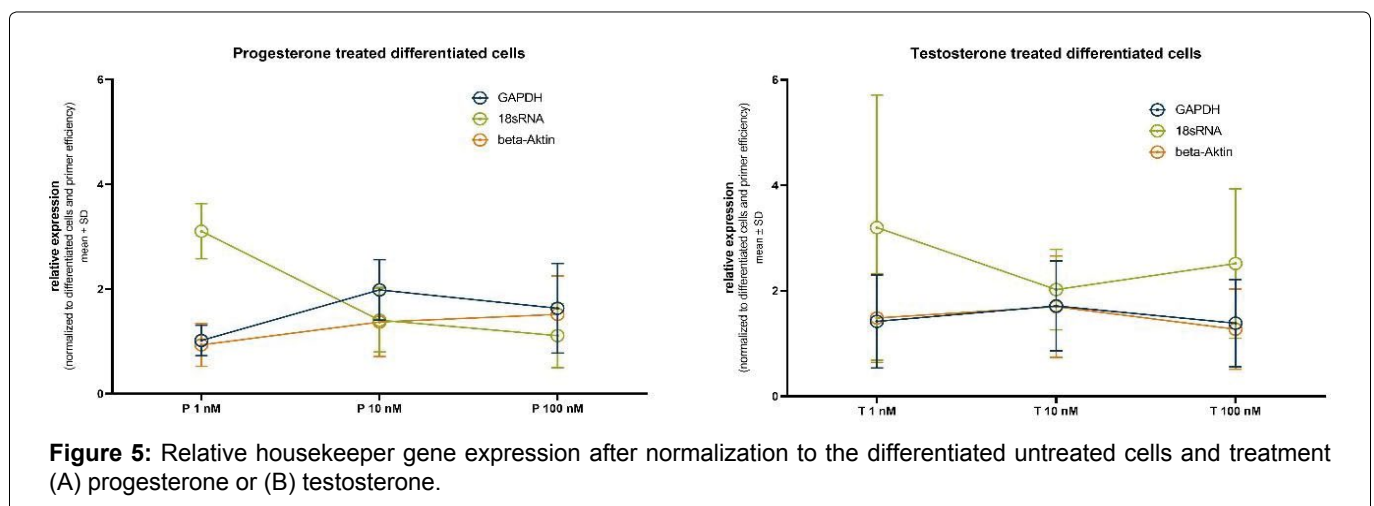 Progesterone treated differentiated cells
6
4
2
0
relative expression
(normalized to differentiated cells and primer efficiency)
mean + SD
GAPDH
18sRNA
beta-Aktin
P 1 nM
P 10 nM
P 100 nM
Testosterone treated differentiated cells
6
4
2
0
relative expression
(normalized to differentiated cells and primer efficiency)
mean ± SD
GAPDH
18sRNA
beta-Aktin
T 1 nM
T 10 nM
T 100 nM
Figure 5: Relative housekeeper gene expression after normalization to the differentiated untreated cells and treatment
(A) progesterone or (B) testosterone.